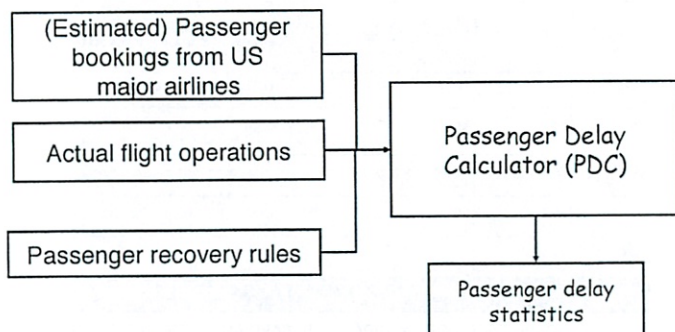 (Estimated) Passenger
bookings from US
major airlines
Actual flight operations
Passenger recovery rules
Passenger Delay
Calculator (PDC)
Passenger delay
statistics